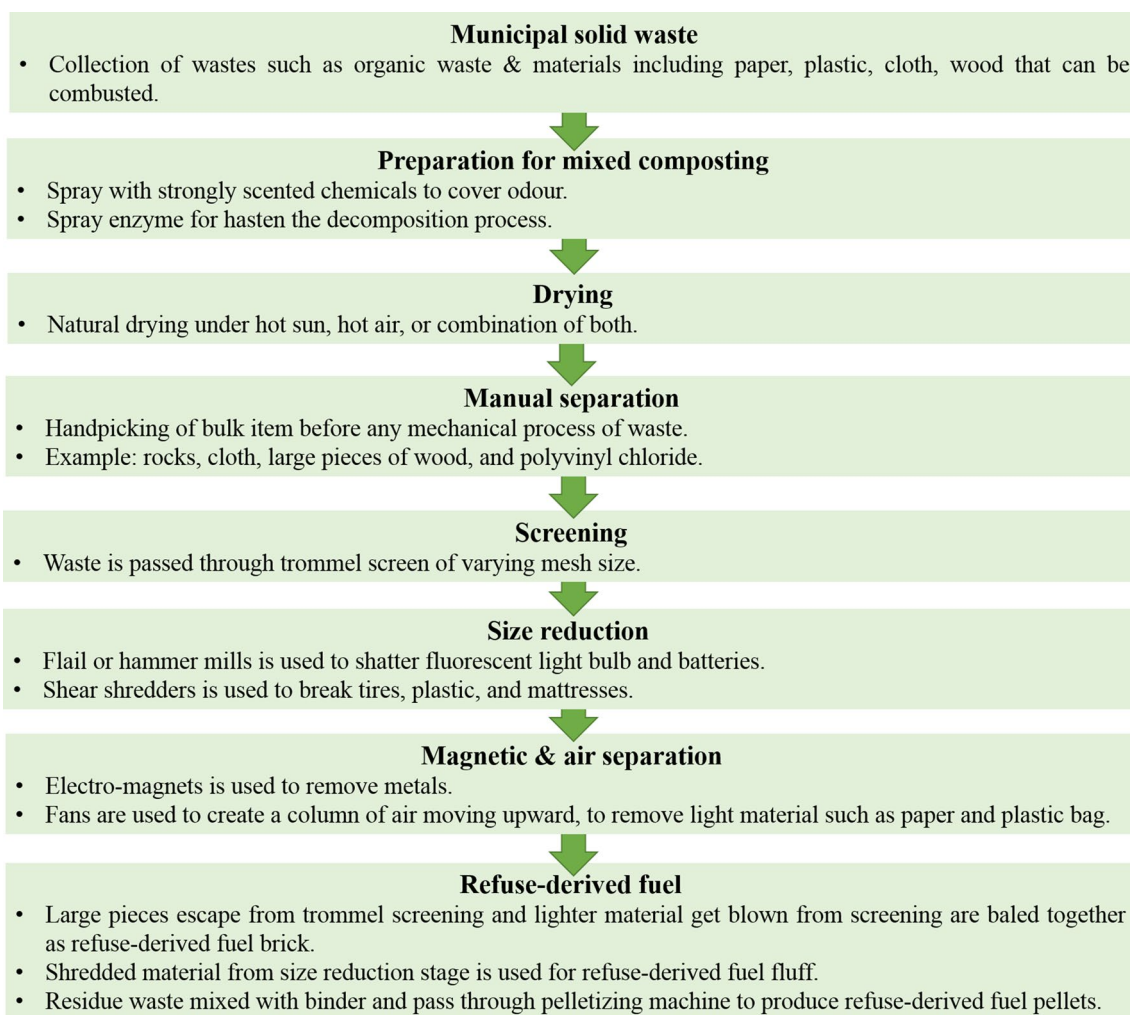 Municipal solid waste
• Collection of wastes such as organic waste & materials including paper, plastic, cloth, wood that can be
combusted.
Preparation for mixed composting
• Spray with strongly scented chemicals to cover odour.
• Spray enzyme for hasten the decomposition process.
Drying
• Natural drying under hot sun, hot air, or combination of both.
Manual separation
• Handpicking of bulk item before any mechanical process of waste.
• Example: rocks, cloth, large pieces of wood, and polyvinyl chloride.
Screening
• Waste is passed through trommel screen of varying mesh size.
Size reduction
• Flail or hammer mills is used to shatter fluorescent light bulb and batteries.
• Shear shredders is used to break tires, plastic, and mattresses.
Magnetic & air separation
• Electro-magnets is used to remove metals.
• Fans are used to create a column of air moving upward, to remove light material such as paper and plastic bag.
Refuse-derived fuel
• Large pieces escape from trommel screening and lighter material get blown from screening are baled together
as refuse-derived fuel brick.
• Shredded material from size reduction stage is used for refuse-derived fuel fluff.
• Residue waste mixed with binder and pass through pelletizing machine to produce refuse-derived fuel pellets.